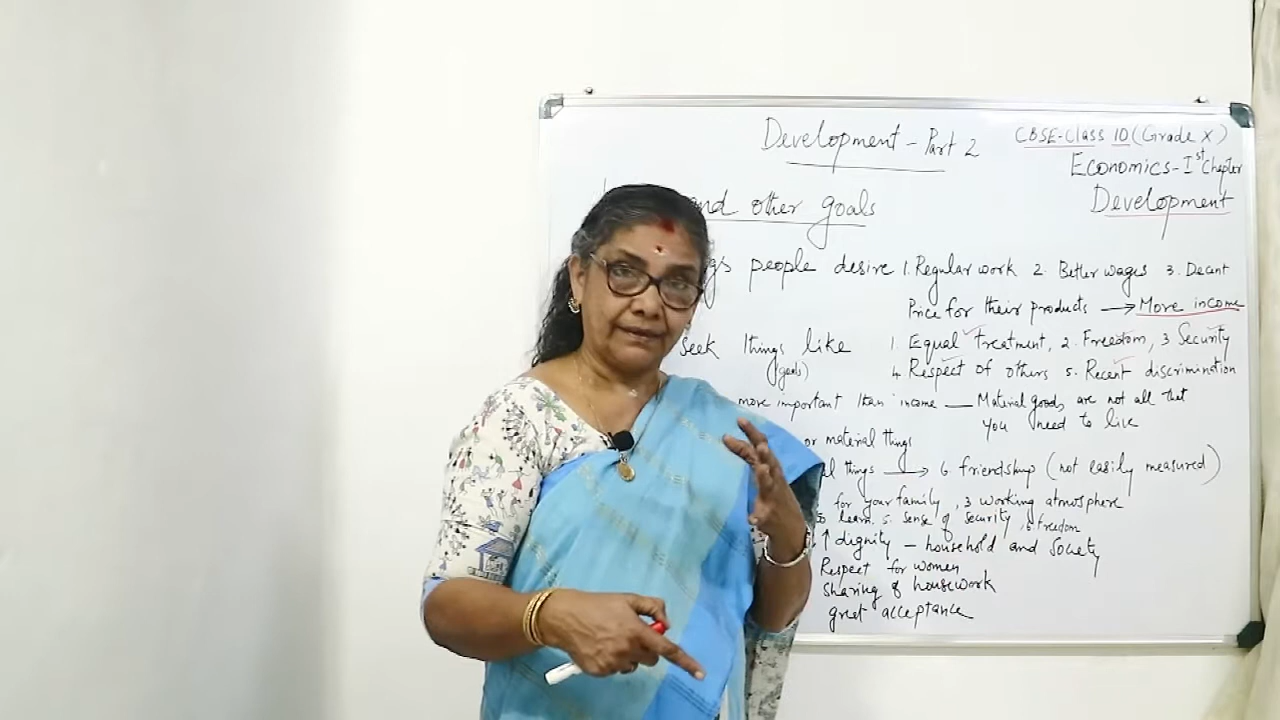 Development - Part 2
CBSE-Class 10 (Grade X)
Economics - Ist Chapter
Development
and other goals
people desire 1. Regular work 2. Better wages 3. Decent
Price for their products → More income
Seek things like 1. Equal treatment, 2. Freedom, 3 Security
(goals) 4. Respect of others 5. Recent discrimination
more important than income — Material goods are not all that
you need to live
or material things
things → 6 friendship (not easily measured)
for your family, 3 working atmosphere
learn 5. sense of security, 6 freedom
↑ dignity - household and Society
Respect for women
Sharing of housework
gret acceptance